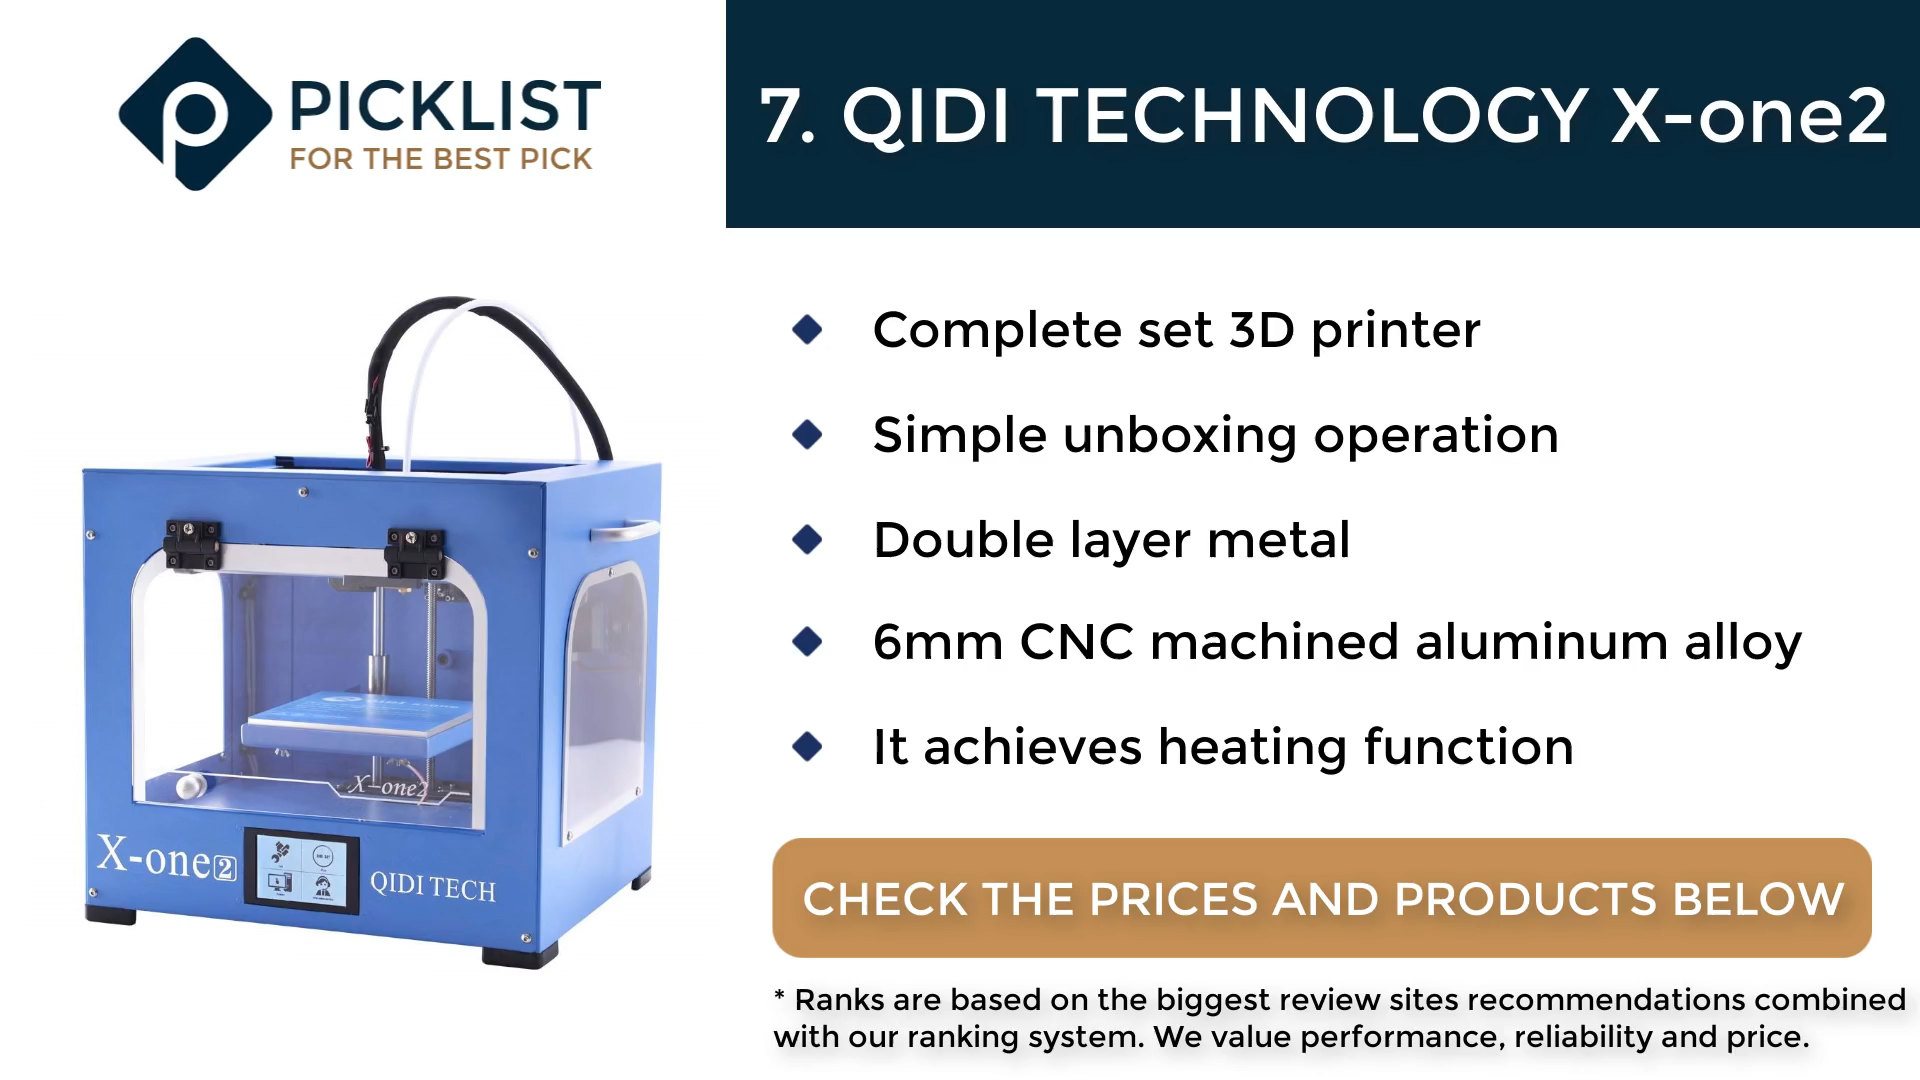 PICKLIST
FOR THE BEST PICK
7. QIDI TECHNOLOGY X-one2
Complete set 3D printer
Simple unboxing operation
Double layer metal
6mm CNC machined aluminum alloy
It achieves heating function
QIDI
X-one2
X-one2
QIDI TECH
CHECK THE PRICES AND PRODUCTS BELOW
* Ranks are based on the biggest review sites recommendations combined
with our ranking system. We value performance, reliability and price.